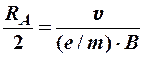 R_A / 2 = v / ((e/m)·B)